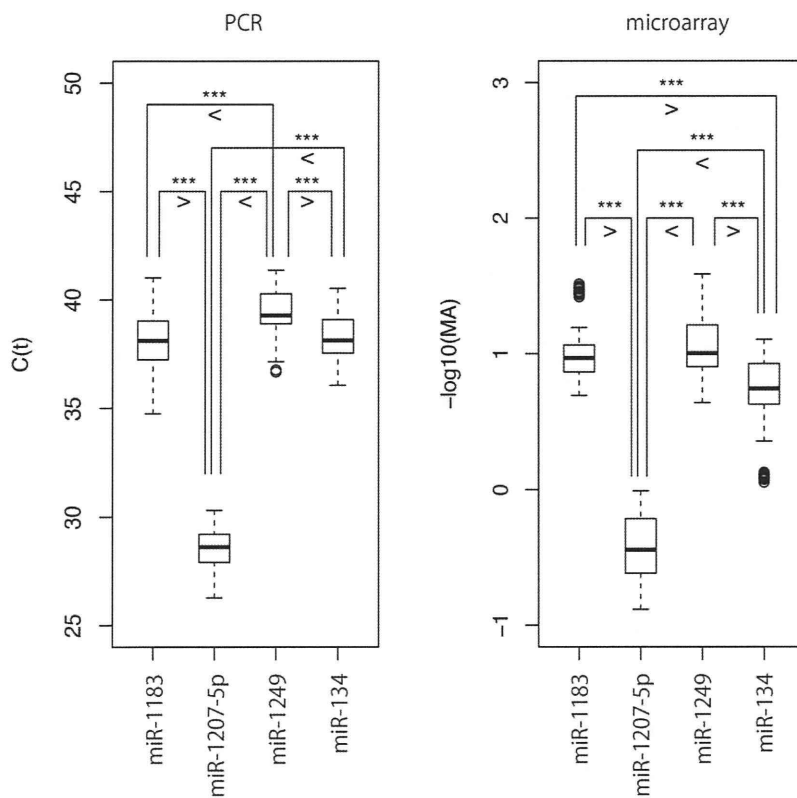 PCR
C(t)
50
45
40
35
30
25
***
<
***
<
***
>
***
<
***
>
miR-1183
miR-1207-5p
miR-1249
miR-134
microarray
−log10(MA)
3
2
1
0
−1
***
>
***
<
***
>
***
<
***
>
miR-1183
miR-1207-5p
miR-1249
miR-134